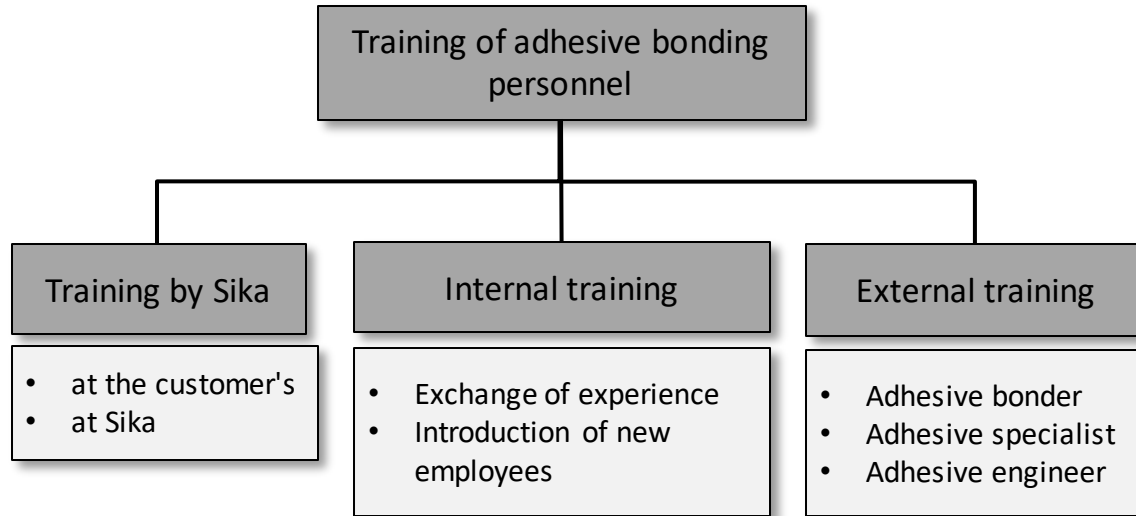 Training of adhesive bonding
personnel
Training by Sika
Internal training
External training
• at the customer's
• at Sika
• Exchange of experience
• Introduction of new
employees
• Adhesive bonder
• Adhesive specialist
• Adhesive engineer